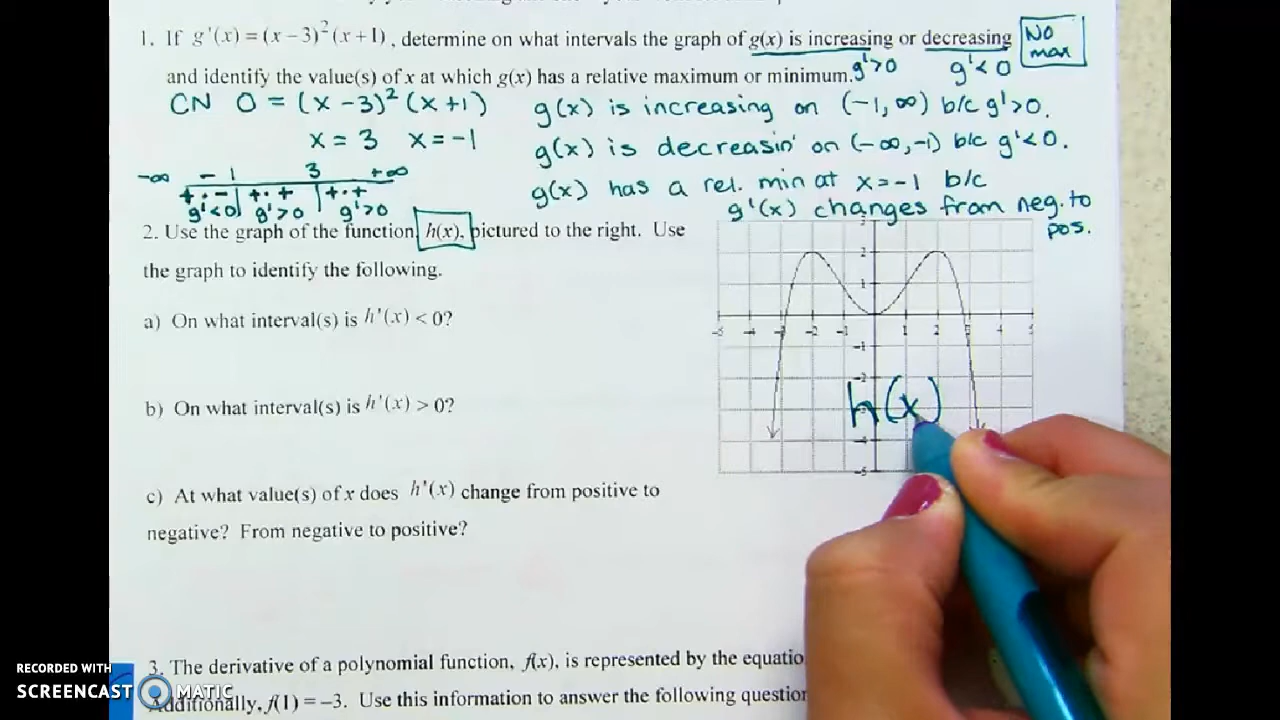 1. If g'(x) = (x − 3)²(x + 1), determine on what intervals the graph of g(x) is increasing or decreasing No max
and identify the value(s) of x at which g(x) has a relative maximum or minimum. g'>0 g'<0
CN 0 = (x − 3)² (x + 1) g(x) is increasing on (−1, ∞) b/c g'>0.
x = 3 x = −1 g(x) is decreasin' on (−∞, −1) b/c g'<0.
−∞ −1 3 +∞
+ · − + · + + · + g(x) has a rel. min at x = −1 b/c
g'<0 g'>0 g'>0 g'(x) changes from neg. to pos.
2. Use the graph of the function h(x), pictured to the right. Use
the graph to identify the following.
a) On what interval(s) is h'(x) < 0?
b) On what interval(s) is h'(x) > 0?
h(x)
c) At what value(s) of x does h'(x) change from positive to
negative? From negative to positive?
3. The derivative of a polynomial function, f(x), is represented by the
Additionally, f(1) = −3. Use this information to answer the following
RECORDED WITH
SCREENCAST MATIC